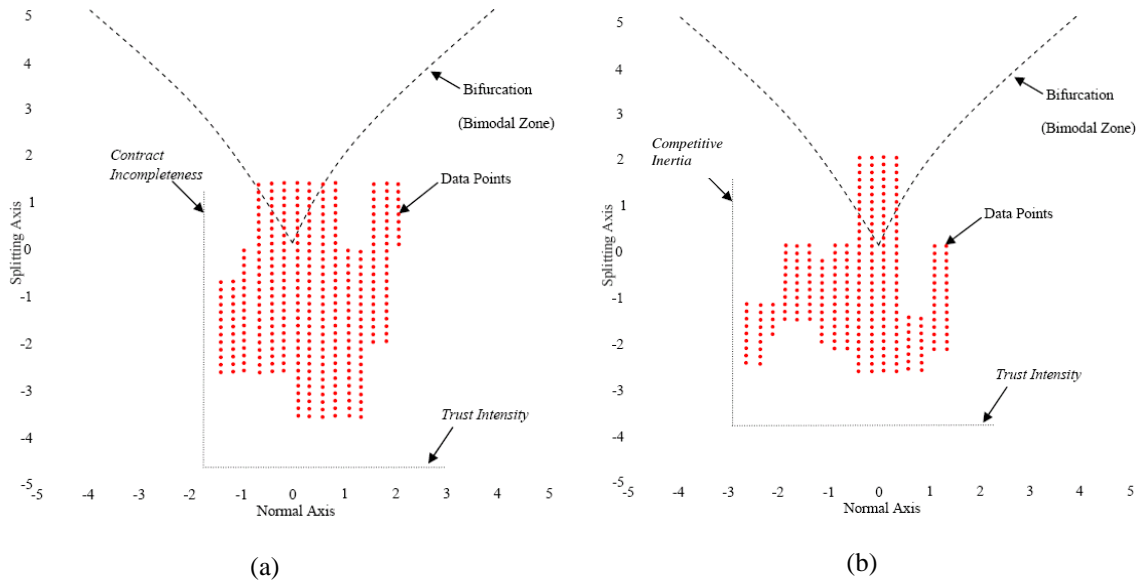 5
4
3
2
1
0
-1
-2
-3
-4
-5
Splitting Axis
Contract
Incompleteness
Bifurcation
(Bimodal Zone)
Data Points
Trust Intensity
-5 -4 -3 -2 -1 0 1 2 3 4 5
Normal Axis
(a)
5
4
3
2
1
0
-1
-2
-3
-4
-5
Splitting Axis
Competitive
Inertia
Bifurcation
(Bimodal Zone)
Data Points
Trust Intensity
-5 -4 -3 -2 -1 0 1 2 3 4 5
Normal Axis
(b)